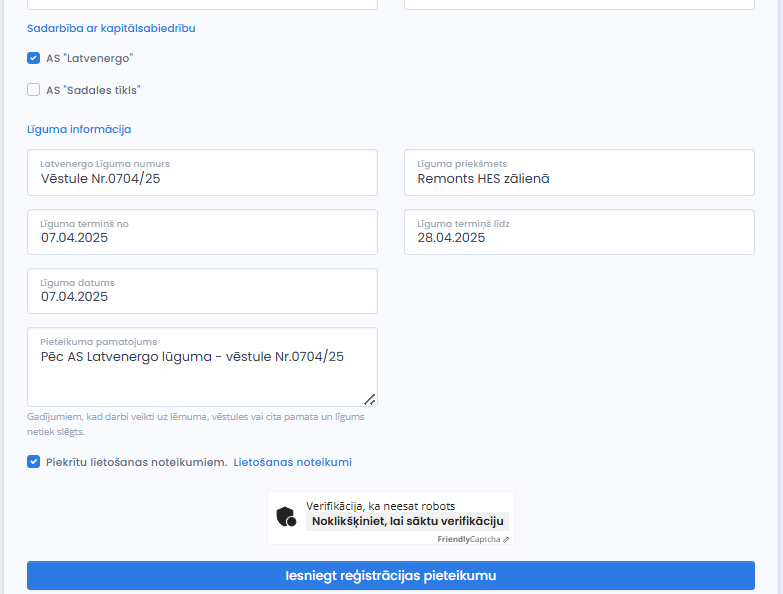 Sadarbība ar kapitālsabiedrību
AS "Latvenergo"
AS "Sadales tīkls"
Līguma informācija
Latvenergo Līguma numurs
Vēstule Nr.0704/25
Līguma priekšmets
Remonts HES zālienā
Līguma termiņš no
07.04.2025
Līguma termiņš līdz
28.04.2025
Līguma datums
07.04.2025
Pieteikuma pamatojums
Pēc AS Latvenergo lūguma - vēstule Nr.0704/25
Gadījumiem, kad darbi veikti uz lēmuma, vēstules vai cita pamata un līgums
netiek slēgts.
Piekrītu lietošanas noteikumiem. Lietošanas noteikumi
Verifikācija, ka neesat robots
Noklikšķiniet, lai sāktu verifikāciju
FriendlyCaptcha ⇗
Iesniegt reģistrācijas pieteikumu